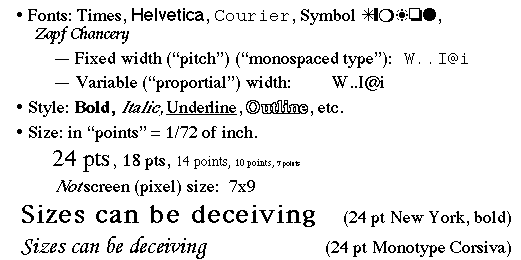 • Fonts: Times, Helvetica, Courier, Symbol ✳❙❍☀❏●,
Zapf Chancery
— Fixed width (“pitch”) (“monospaced type”): W..I@i
— Variable (“proportial”) width: W..I@i
• Style: Bold, Italic, Underline, Outline, etc.
• Size: in “points” = 1/72 of inch.
24 pts, 18 pts, 14 points, 10 points, 7 points
Not screen (pixel) size: 7x9
Sizes can be deceiving (24 pt New York, bold)
Sizes can be deceiving (24 pt Monotype Corsiva)